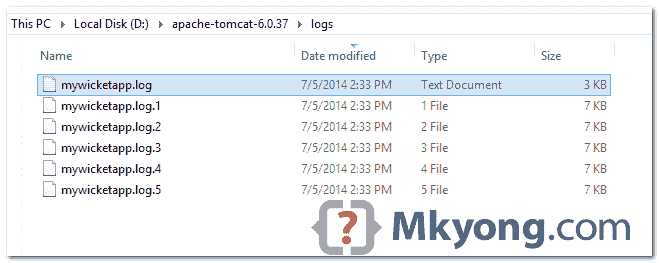 This PC › Local Disk (D:) › apache-tomcat-6.0.37 › logs
Name Date modified Type Size
mywicketapp.log 7/5/2014 2:33 PM Text Document 3 KB
mywicketapp.log.1 7/5/2014 2:33 PM 1 File 7 KB
mywicketapp.log.2 7/5/2014 2:33 PM 2 File 7 KB
mywicketapp.log.3 7/5/2014 2:33 PM 3 File 7 KB
mywicketapp.log.4 7/5/2014 2:33 PM 4 File 7 KB
mywicketapp.log.5 7/5/2014 2:33 PM 5 File 7 KB
{?} Mkyong.com